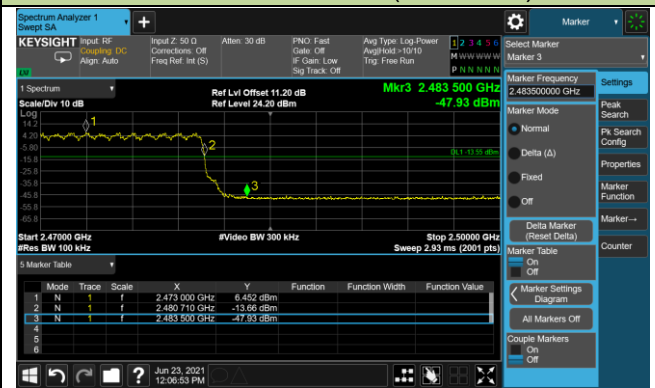 Spectrum Analyzer 1
Swept SA
Marker
KEYSIGHT
Input: RF
Coupling: DC
Align: Auto
Input Z: 50 Ω
Corrections: Off
Freq Ref: Int (S)
Atten: 30 dB
PNO: Fast
Gate: Off
IF Gain: Low
Sig Track: Off
Avg Type: Log-Power
Avg|Hold:>10/10
Trig: Free Run
1 2 3 4 5 6
M W W W W W
P N N N N N
LV
Select Marker
Marker 3
1 Spectrum
Scale/Div 10 dB
Log
Ref Lvl Offset 11.20 dB
Ref Level 24.20 dBm
Mkr3 2.483 500 GHz
-47.93 dBm
14.2
4.20
-5.80
-15.8
-25.8
-35.8
-45.8
-55.8
-65.8
1
2
3
DL1 -13.55 dBm
Start 2.47000 GHz
#Res BW 100 kHz
#Video BW 300 kHz
Stop 2.50000 GHz
Sweep 2.93 ms (2001 pts)
Marker Frequency
2.483500000 GHz
Marker Mode
Normal
Delta (Δ)
Fixed
Off
Delta Marker
(Reset Delta)
Marker Table
On
Off
Marker Settings
Diagram
All Markers Off
Couple Markers
On
Off
Settings
Peak
Search
Pk Search
Config
Properties
Marker
Function
Marker→
Counter
5 Marker Table
Mode Trace Scale X Y Function Function Width Function Value
1 N 1 f 2.473 000 GHz 6.452 dBm
2 N 1 f 2.480 710 GHz -13.66 dBm
3 N 1 f 2.483 500 GHz -47.93 dBm
4
5
6
?
Jun 23, 2021
12:06:53 PM